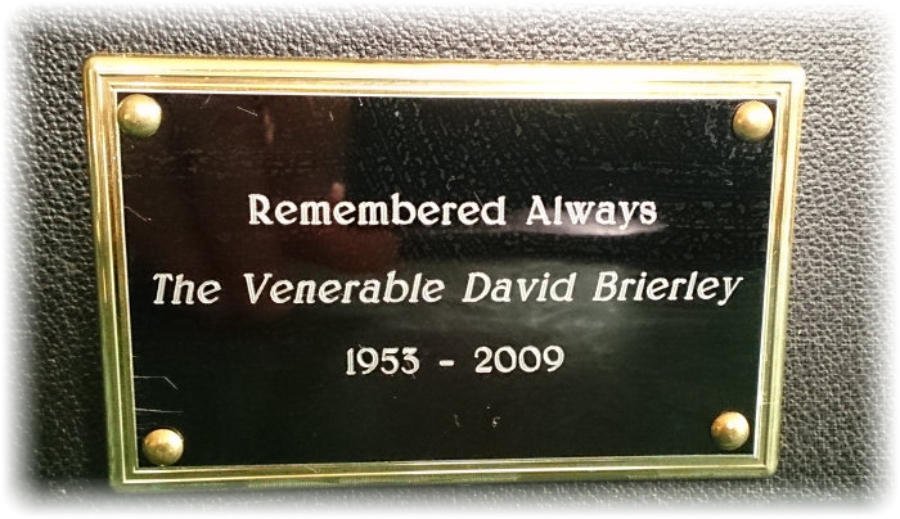 Remembered Always
The Venerable David Brierley
1953 - 2009